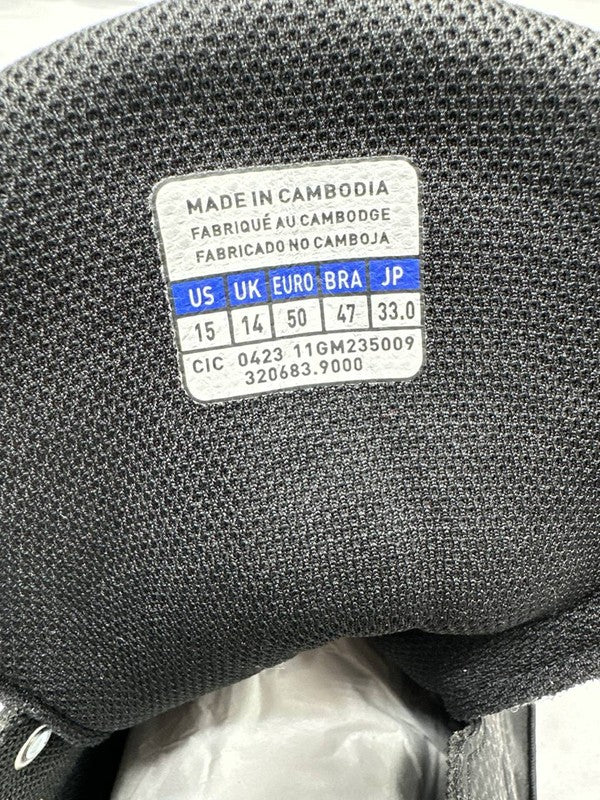 MADE IN CAMBODIA
FABRIQUÉ AU CAMBODGE
FABRICADO NO CAMBOJA
US UK EURO BRA JP
15 14 50 47 33.0
CIC 0423 11GM235009
320683.9000